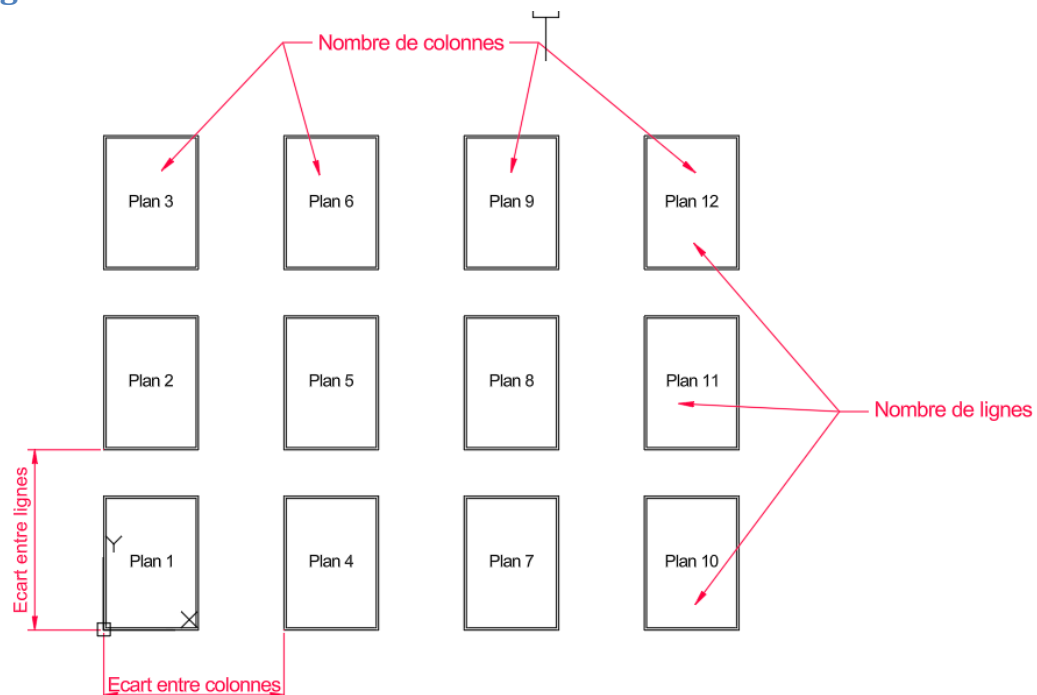 Nombre de colonnes
Plan 3
Plan 6
Plan 9
Plan 12
Plan 2
Plan 5
Plan 8
Plan 11
Nombre de lignes
Ecart entre lignes
Y
Plan 1
Plan 4
Plan 7
Plan 10
X
Ecart entre colonnes